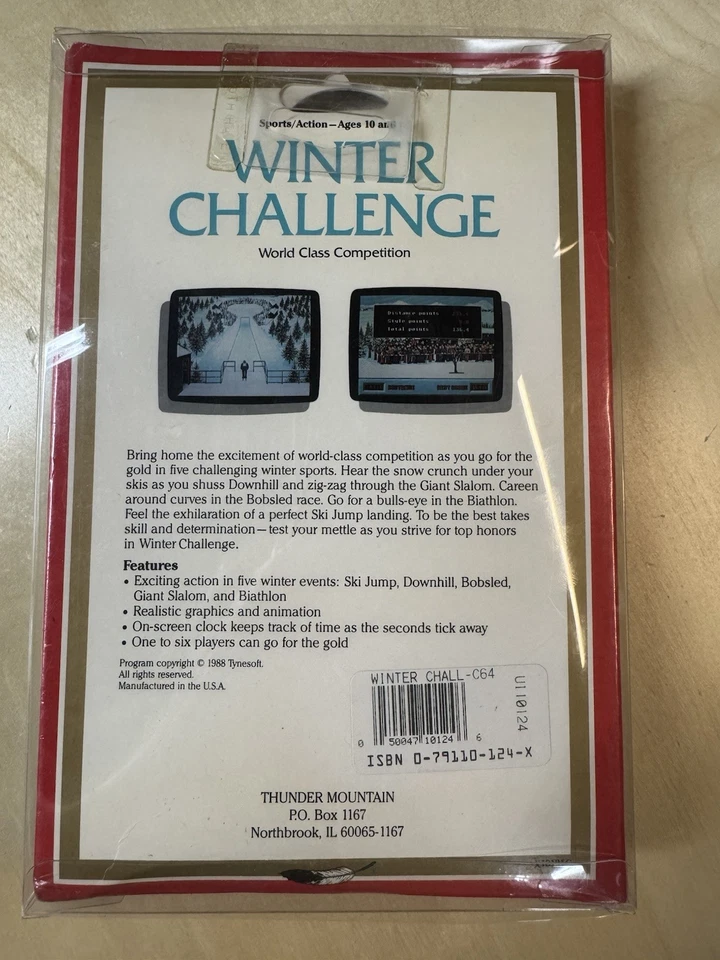 Sports/Action—Ages 10 and
WINTER
CHALLENGE
World Class Competition
Distance points
Style points
Total points
Bring home the excitement of world-class competition as you go for the
gold in five challenging winter sports. Hear the snow crunch under your
skis as you shuss Downhill and zig-zag through the Giant Slalom. Careen
around curves in the Bobsled race. Go for a bulls-eye in the Biathlon.
Feel the exhilaration of a perfect Ski Jump landing. To be the best takes
skill and determination—test your mettle as you strive for top honors
in Winter Challenge.
Features
• Exciting action in five winter events: Ski Jump, Downhill, Bobsled,
Giant Slalom, and Biathlon
• Realistic graphics and animation
• On-screen clock keeps track of time as the seconds tick away
• One to six players can go for the gold
Program copyright © 1988 Tynesoft.
All rights reserved.
Manufactured in the U.S.A.
WINTER CHALL-C64
U110124
0 50047 10124 6
ISBN 0-79110-124-X
THUNDER MOUNTAIN
P.O. Box 1167
Northbrook, IL 60065-1167